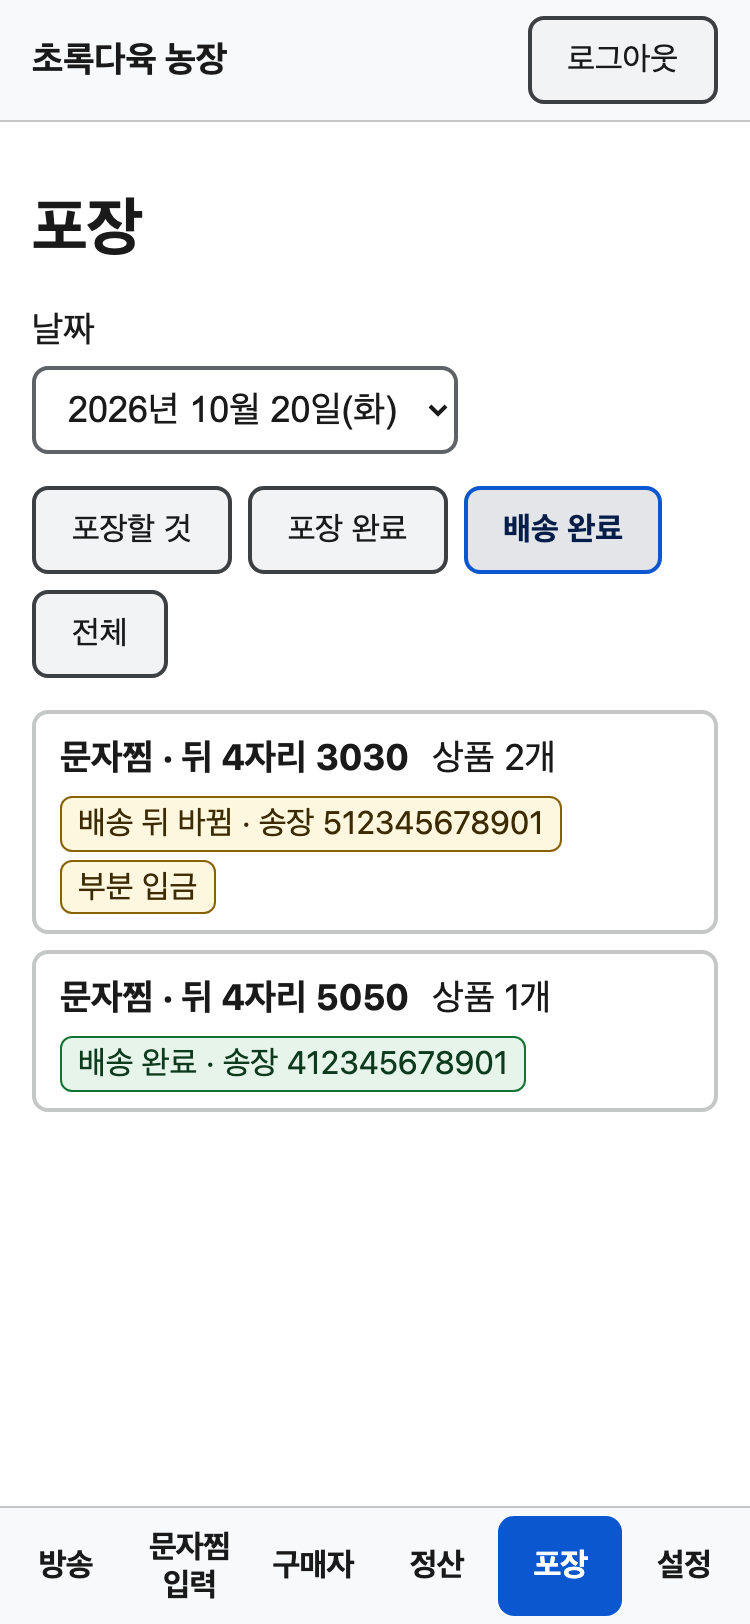 초록다육 농장
로그아웃
포장
날짜
2026년 10월 20일(화)
포장할 것
포장 완료
배송 완료
전체
문자찜 · 뒤 4자리 3030 상품 2개
배송 뒤 바뀜 · 송장 512345678901
부분 입금
문자찜 · 뒤 4자리 5050 상품 1개
배송 완료 · 송장 412345678901
방송
문자찜
입력
구매자
정산
포장
설정